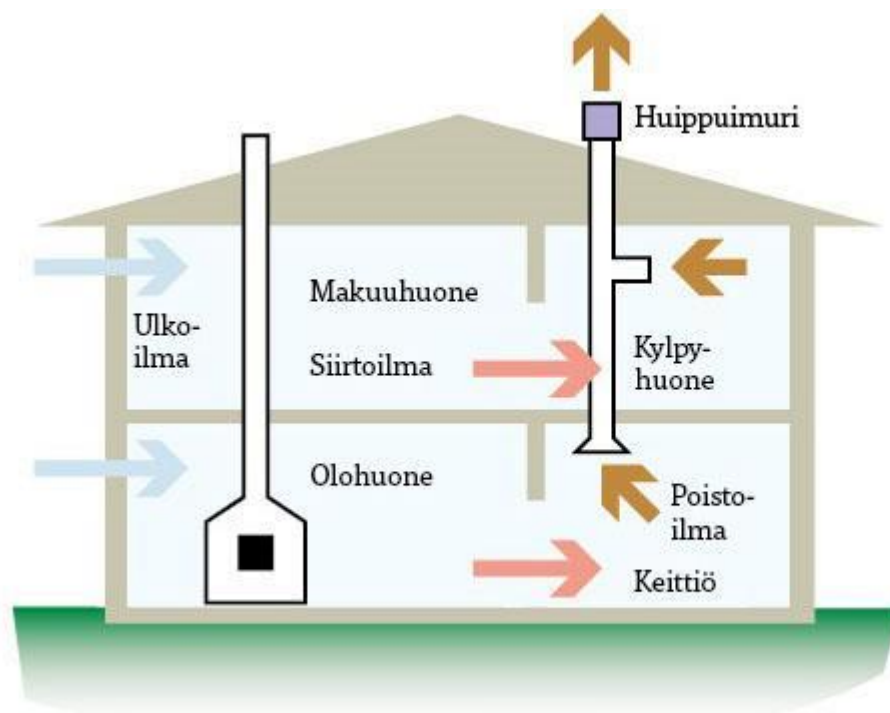 Huippuimuri
Makuuhuone
Ulko-
ilma
Siirtoilma
Kylpy-
huone
Olohuone
Poisto-
ilma
Keittiö